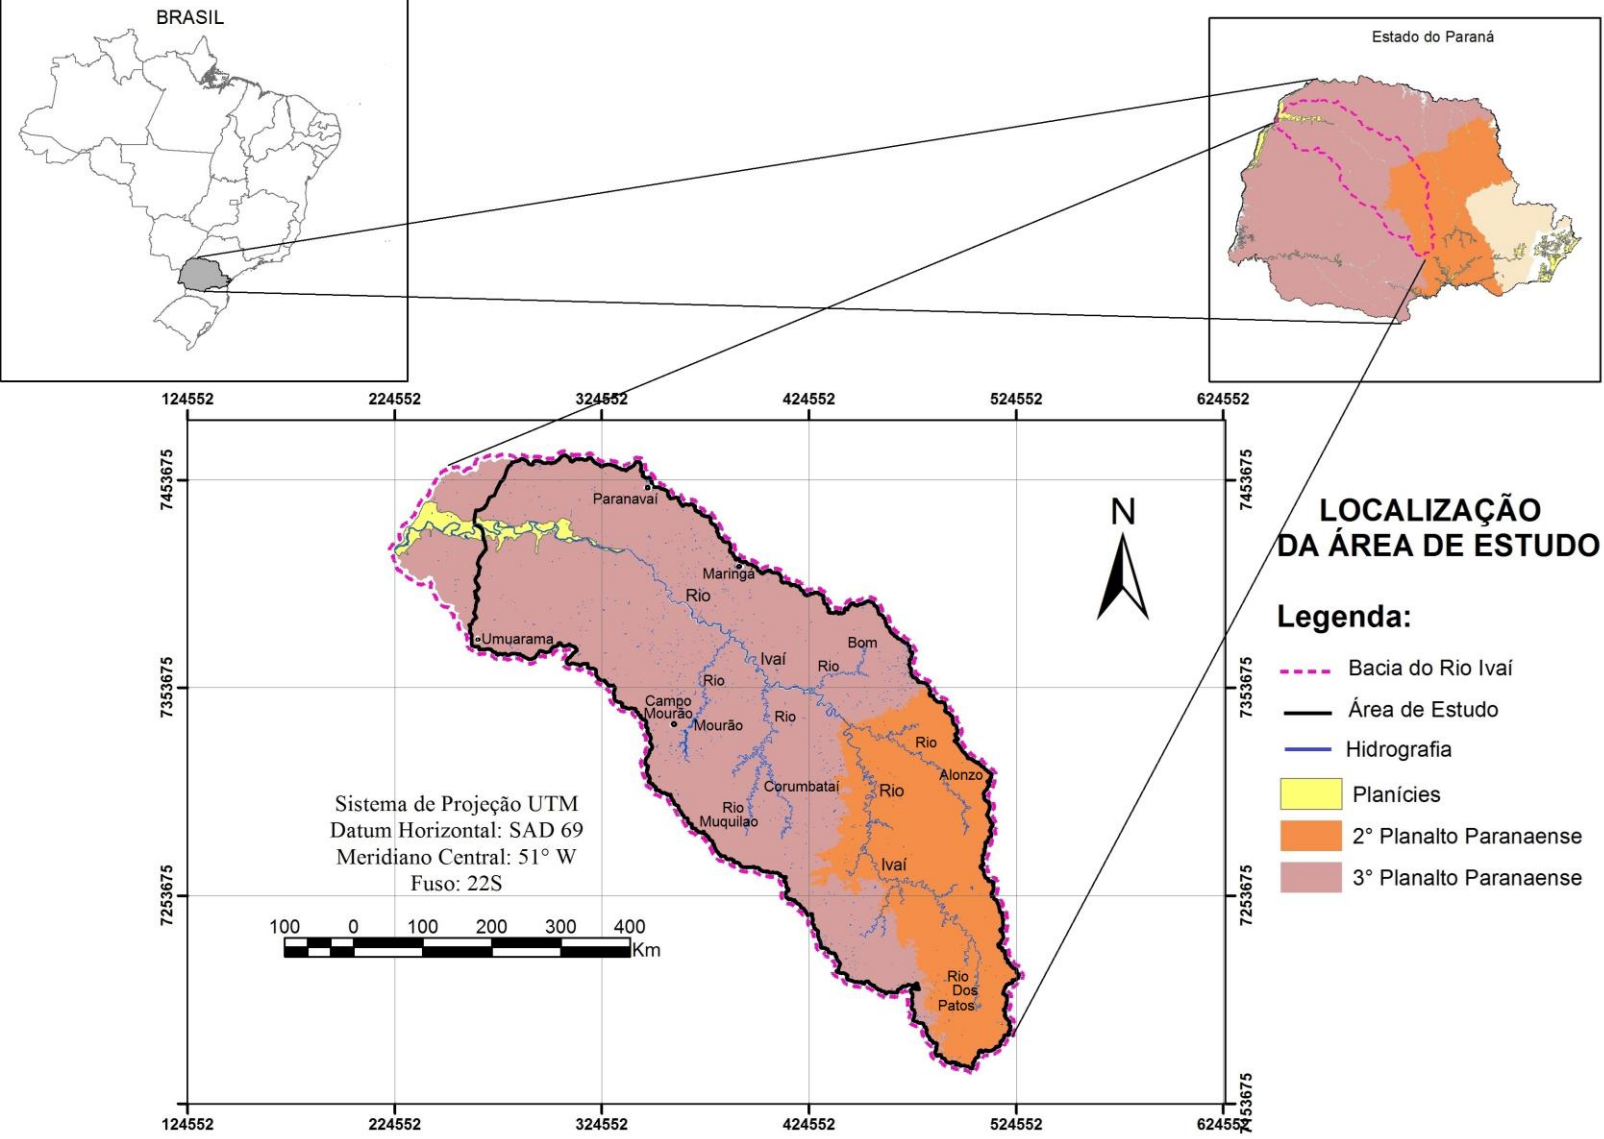 BRASIL
Estado do Paraná
124552
224552
324552
424552
524552
624552
7453675
7453675
Paranavaí
N
LOCALIZAÇÃO
DA ÁREA DE ESTUDO
Maringá
Rio
Legenda:
Umuarama
Bom
Ivaí
Rio
Bacia do Rio Ivaí
Rio
7353675
7353675
Campo
Mourão
Rio
Área de Estudo
Mourão
Rio
Hidrografia
Alonzo
Corumbataí
Rio
Planícies
Sistema de Projeção UTM
Datum Horizontal: SAD 69
Meridiano Central: 51° W
Fuso: 22S
Rio
Muquilao
2° Planalto Paranaense
Ivaí
3° Planalto Paranaense
7253675
7253675
100 0 100 200 300 400
Km
Rio
Dos
Patos
7153675
124552
224552
324552
424552
524552
624552